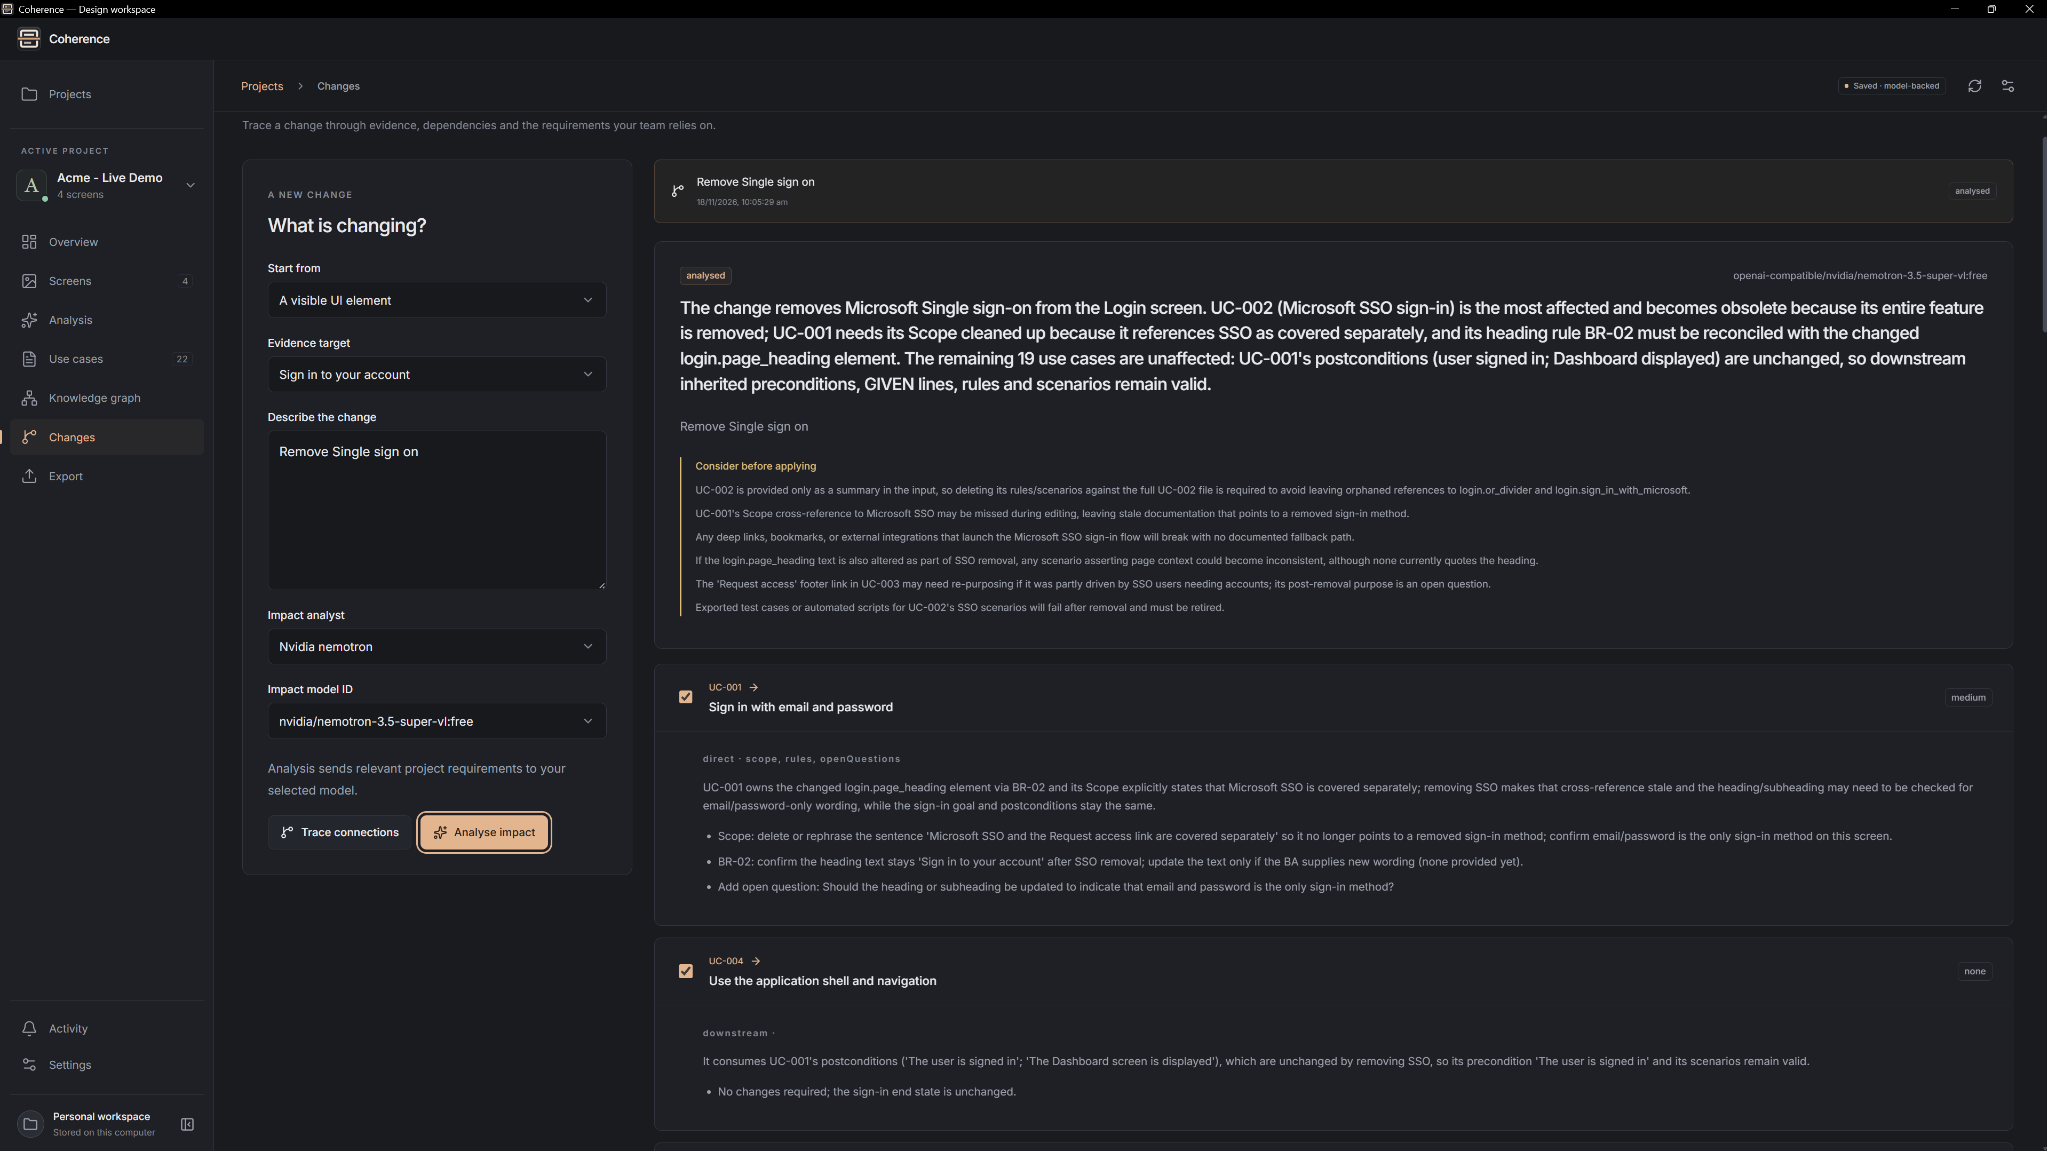 Coherence — Design workspace
Coherence
Projects
ACTIVE PROJECT
A
Acme - Live Demo
4 screens
Overview
Screens
4
Analysis
Use cases
22
Knowledge graph
Changes
Export
Activity
Settings
Personal workspace
Stored on this computer
Projects > Changes
Saved · model-backed
Trace a change through evidence, dependencies and the requirements your team relies on.
A NEW CHANGE
What is changing?
Start from
A visible UI element
Evidence target
Sign in to your account
Describe the change
Remove Single sign on
Impact analyst
Nvidia nemotron
Impact model ID
nvidia/nemotron-3.5-super-vl:free
Analysis sends relevant project requirements to your
selected model.
Trace connections
Analyse impact
Remove Single sign on
18/11/2026, 10:05:29 am
analysed
analysed
openai-compatible/nvidia/nemotron-3.5-super-vl:free
The change removes Microsoft Single sign-on from the Login screen. UC-002 (Microsoft SSO sign-in) is the most affected and becomes obsolete because its entire feature
is removed; UC-001 needs its Scope cleaned up because it references SSO as covered separately, and its heading rule BR-02 must be reconciled with the changed
login.page_heading element. The remaining 19 use cases are unaffected: UC-001's postconditions (user signed in; Dashboard displayed) are unchanged, so downstream
inherited preconditions, GIVEN lines, rules and scenarios remain valid.
Remove Single sign on
Consider before applying
UC-002 is provided only as a summary in the input, so deleting its rules/scenarios against the full UC-002 file is required to avoid leaving orphaned references to login.or_divider and login.sign_in_with_microsoft.
UC-001's Scope cross-reference to Microsoft SSO may be missed during editing, leaving stale documentation that points to a removed sign-in method.
Any deep links, bookmarks, or external integrations that launch the Microsoft SSO sign-in flow will break with no documented fallback path.
If the login.page_heading text is also altered as part of SSO removal, any scenario asserting page context could become inconsistent, although none currently quotes the heading.
The 'Request access' footer link in UC-003 may need re-purposing if it was partly driven by SSO users needing accounts; its post-removal purpose is an open question.
Exported test cases or automated scripts for UC-002's SSO scenarios will fail after removal and must be retired.
UC-001 →
Sign in with email and password
medium
direct · scope, rules, openQuestions
UC-001 owns the changed login.page_heading element via BR-02 and its Scope explicitly states that Microsoft SSO is covered separately; removing SSO makes that cross-reference stale and the heading/subheading may need to be checked for
email/password-only wording, while the sign-in goal and postconditions stay the same.
• Scope: delete or rephrase the sentence 'Microsoft SSO and the Request access link are covered separately' so it no longer points to a removed sign-in method; confirm email/password is the only sign-in method on this screen.
• BR-02: confirm the heading text stays 'Sign in to your account' after SSO removal; update the text only if the BA supplies new wording (none provided yet).
• Add open question: Should the heading or subheading be updated to indicate that email and password is the only sign-in method?
UC-004 →
Use the application shell and navigation
none
downstream ·
It consumes UC-001's postconditions ('The user is signed in'; 'The Dashboard screen is displayed'), which are unchanged by removing SSO, so its precondition 'The user is signed in' and its scenarios remain valid.
• No changes required; the sign-in end state is unchanged.